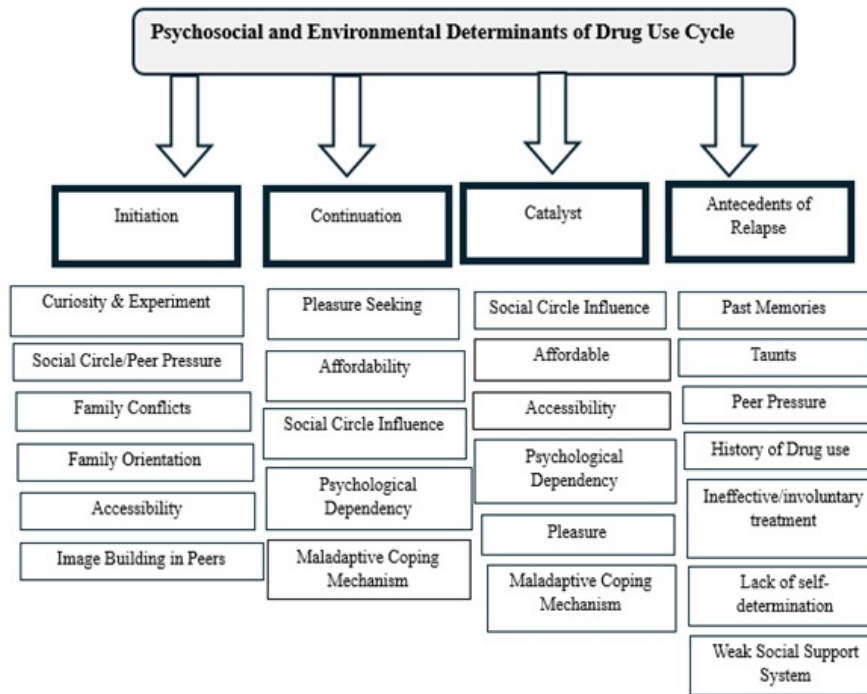 Psychosocial and Environmental Determinants of Drug Use Cycle
Initiation
Curiosity & Experiment
Social Circle/Peer Pressure
Family Conflicts
Family Orientation
Accessibility
Image Building in Peers
Continuation
Pleasure Seeking
Affordability
Social Circle Influence
Psychological
Dependency
Maladaptive Coping
Mechanism
Catalyst
Social Circle Influence
Affordable
Accessibility
Psychological
Dependency
Pleasure
Maladaptive Coping
Mechanism
Antecedents of
Relapse
Past Memories
Taunts
Peer Pressure
History of Drug use
Ineffective/involuntary
treatment
Lack of self-
determination
Weak Social Support
System